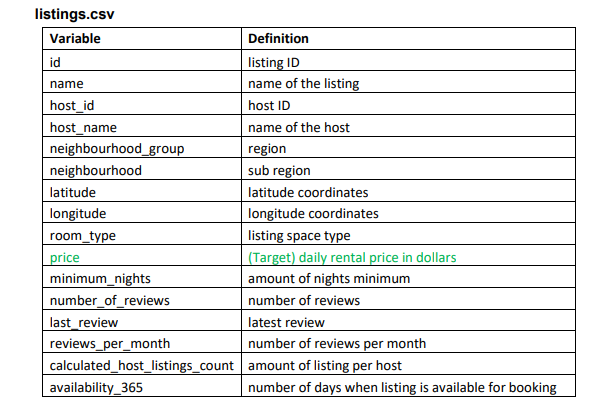 listings.csv
Variable Definition
id listing ID
name name of the listing
host_id host ID
host_name name of the host
neighbourhood_group region
neighbourhood sub region
latitude latitude coordinates
longitude longitude coordinates
room_type listing space type
price (Target) daily rental price in dollars
minimum_nights amount of nights minimum
number_of_reviews number of reviews
last_review latest review
reviews_per_month number of reviews per month
calculated_host_listings_count amount of listing per host
availability_365 number of days when listing is available for booking